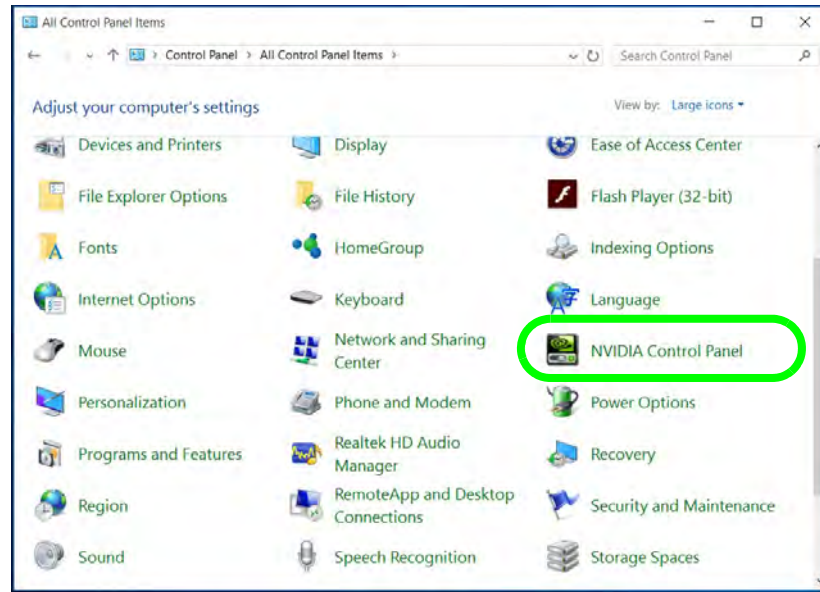 All Control Panel Items
Control Panel > All Control Panel Items >
Search Control Panel
Adjust your computer's settings
View by: Large icons
Devices and Printers
Display
Ease of Access Center
File Explorer Options
File History
Flash Player (32-bit)
Fonts
HomeGroup
Indexing Options
Internet Options
Keyboard
Language
Mouse
Network and Sharing
Center
NVIDIA Control Panel
Personalization
Phone and Modem
Power Options
Programs and Features
Realtek HD Audio
Manager
Recovery
Region
RemoteApp and Desktop
Connections
Security and Maintenance
Sound
Speech Recognition
Storage Spaces